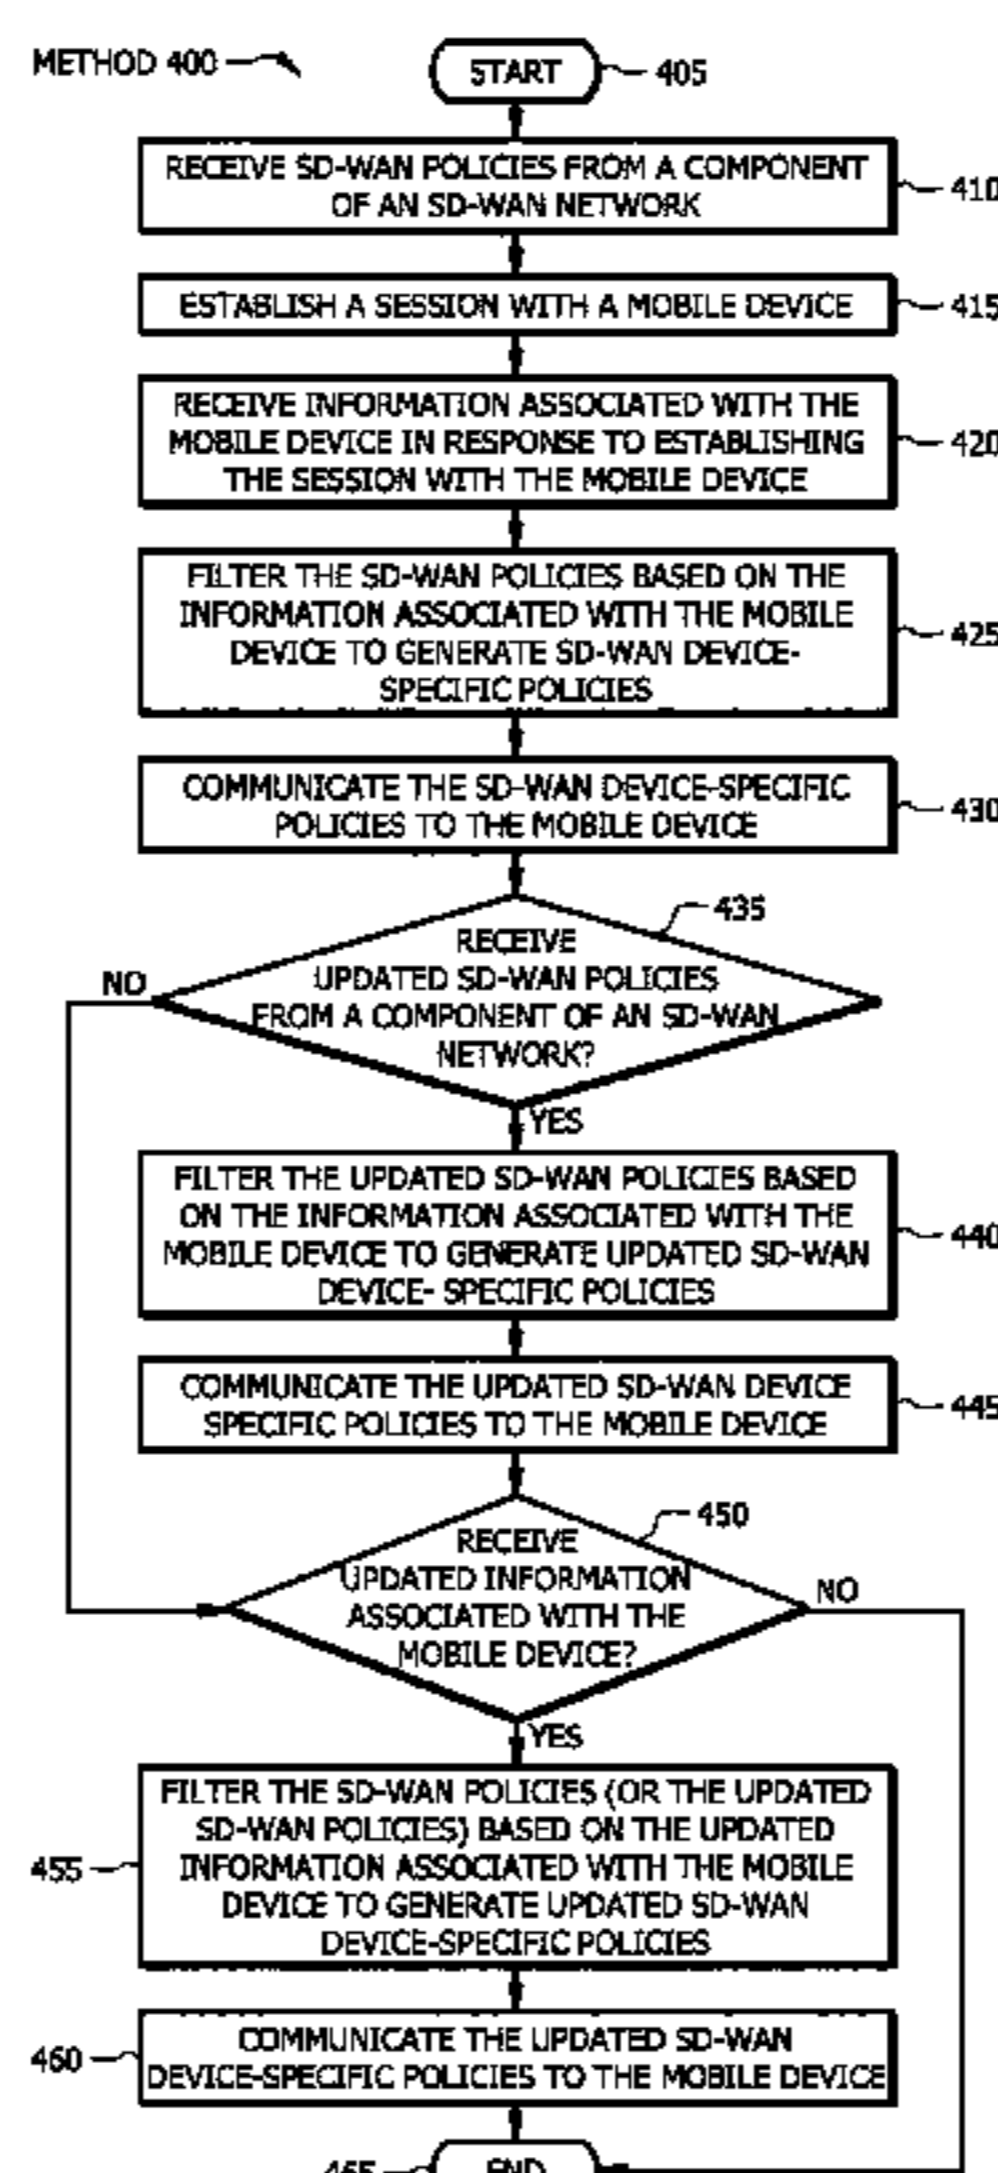 METHOD 400
START
405
RECEIVE SD-WAN POLICIES FROM A COMPONENT
OF AN SD-WAN NETWORK
410
ESTABLISH A SESSION WITH A MOBILE DEVICE
415
RECEIVE INFORMATION ASSOCIATED WITH THE
MOBILE DEVICE IN RESPONSE TO ESTABLISHING
THE SESSION WITH THE MOBILE DEVICE
420
FILTER THE SD-WAN POLICIES BASED ON THE
INFORMATION ASSOCIATED WITH THE MOBILE
DEVICE TO GENERATE SD-WAN DEVICE-
SPECIFIC POLICIES
425
COMMUNICATE THE SD-WAN DEVICE-SPECIFIC
POLICIES TO THE MOBILE DEVICE
430
435
RECEIVE
UPDATED SD-WAN POLICIES
FROM A COMPONENT OF AN SD-WAN
NETWORK?
NO
YES
FILTER THE UPDATED SD-WAN POLICIES BASED
ON THE INFORMATION ASSOCIATED WITH THE
MOBILE DEVICE TO GENERATE UPDATED SD-WAN
DEVICE- SPECIFIC POLICIES
440
COMMUNICATE THE UPDATED SD-WAN DEVICE
SPECIFIC POLICIES TO THE MOBILE DEVICE
445
450
RECEIVE
UPDATED INFORMATION
ASSOCIATED WITH THE
MOBILE DEVICE?
NO
YES
FILTER THE SD-WAN POLICIES (OR THE UPDATED
SD-WAN POLICIES) BASED ON THE UPDATED
INFORMATION ASSOCIATED WITH THE MOBILE
DEVICE TO GENERATE UPDATED SD-WAN
DEVICE-SPECIFIC POLICIES
455
COMMUNICATE THE UPDATED SD-WAN
DEVICE-SPECIFIC POLICIES TO THE MOBILE DEVICE
460
END
465